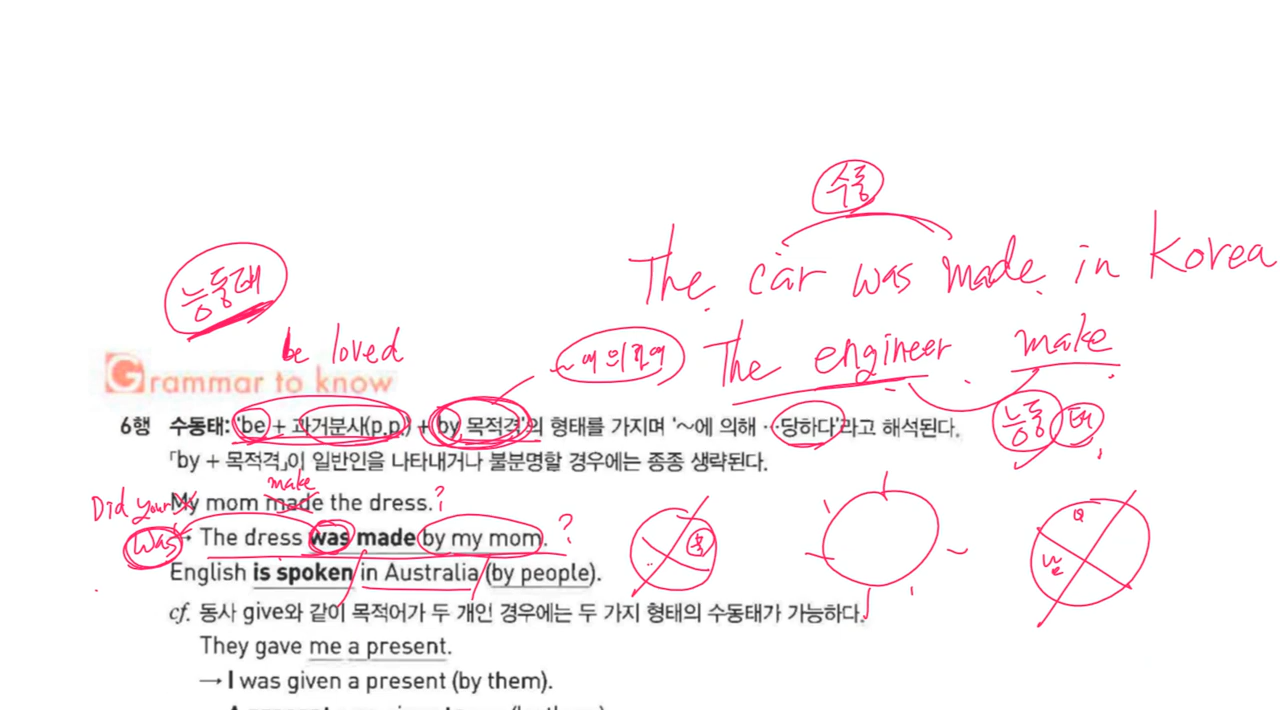 수동
The car was made in Korea
능동태
be loved
~에 의하여
The engineer make
능동 태
Grammar to know
6행 수동태: 'be + 과거분사(p.p.) + by 목적격'의 형태를 가지며 '~에 의해 …당하다'라고 해석된다.
「by + 목적격」이 일반인을 나타내거나 불분명할 경우에는 종종 생략된다.
make
Did your My mom made the dress.?
Was → The dress was made by my mom. ?
English is spoken in Australia (by people).
cf. 동사 give와 같이 목적어가 두 개인 경우에는 두 가지 형태의 수동태가 가능하다.
They gave me a present.
→ I was given a present (by them).